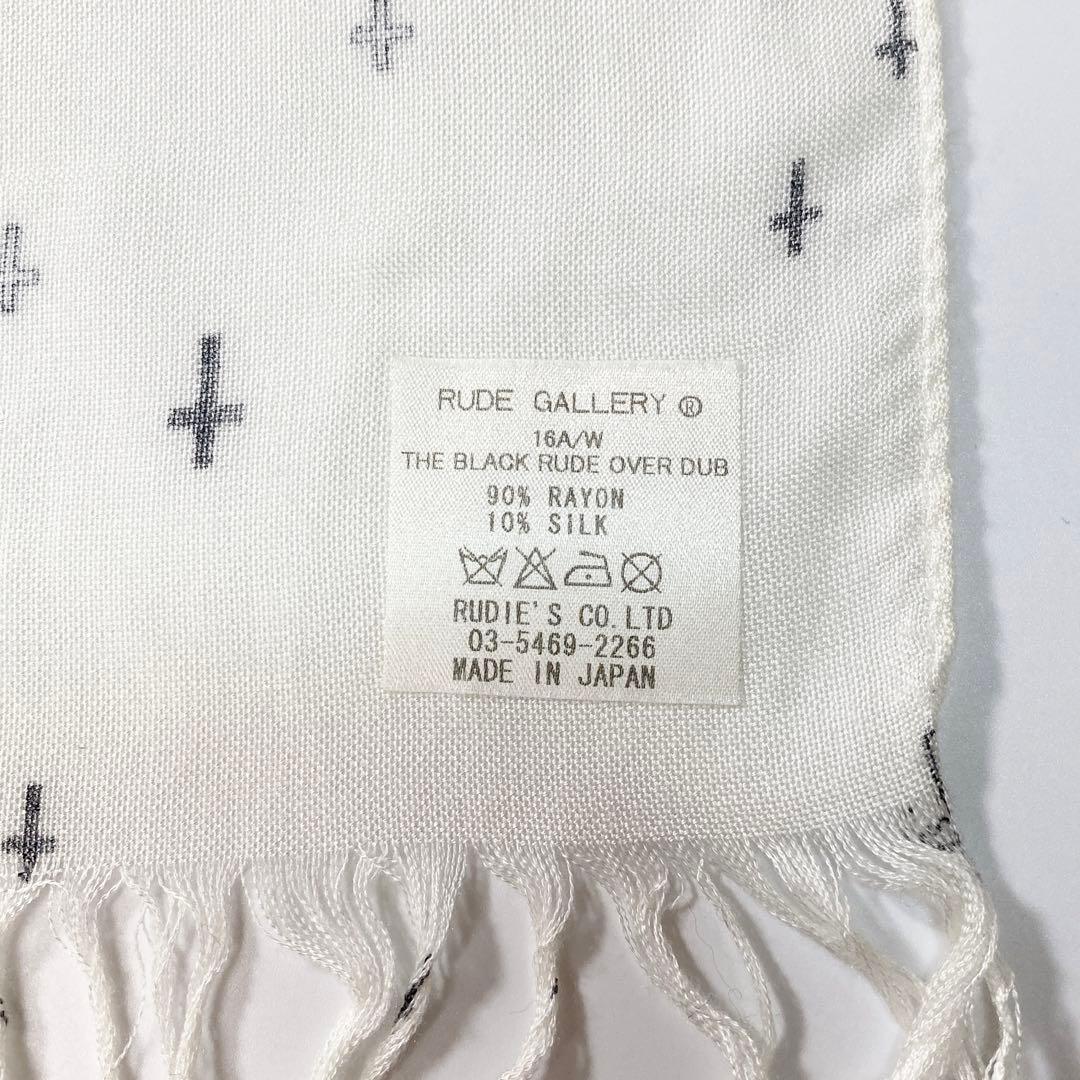 RUDE GALLERY ®
16A/W
THE BLACK RUDE OVER DUB
90% RAYON
10% SILK
RUDIE'S CO.LTD
03-5469-2266
MADE IN JAPAN